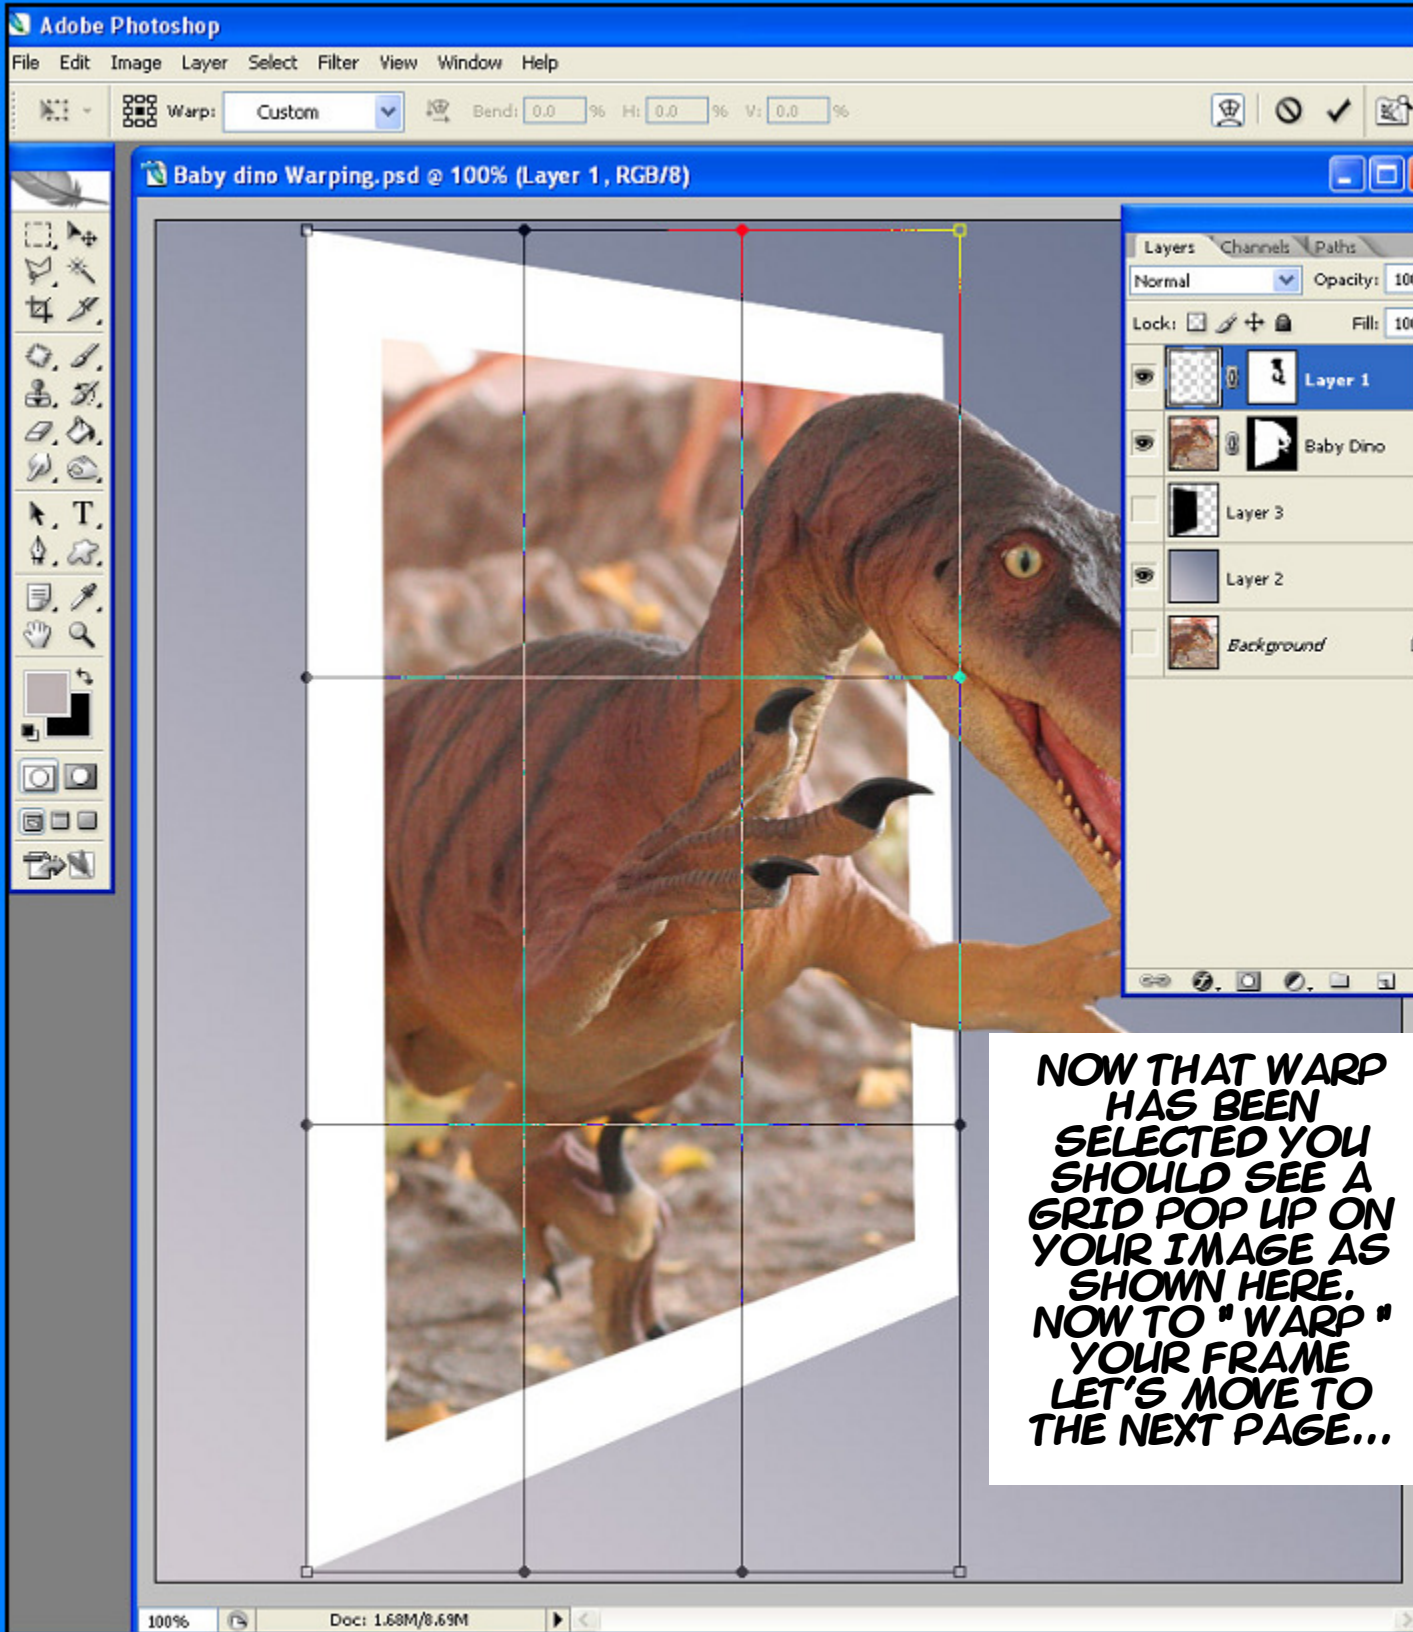 Adobe Photoshop
File Edit Image Layer Select Filter View Window Help
Warp: Custom Bend: 0.0 % H: 0.0 % V: 0.0 %
Baby dino Warping.psd @ 100% (Layer 1, RGB/8)
Layers Channels Paths
Normal Opacity: 100
Lock: Fill: 100
Layer 1
Baby Dino
Layer 3
Layer 2
Background
T
NOW THAT WARP
HAS BEEN
SELECTED YOU
SHOULD SEE A
GRID POP UP ON
YOUR IMAGE AS
SHOWN HERE.
NOW TO " WARP "
YOUR FRAME
LET'S MOVE TO
THE NEXT PAGE...
100% Doc: 1.68M/8.69M